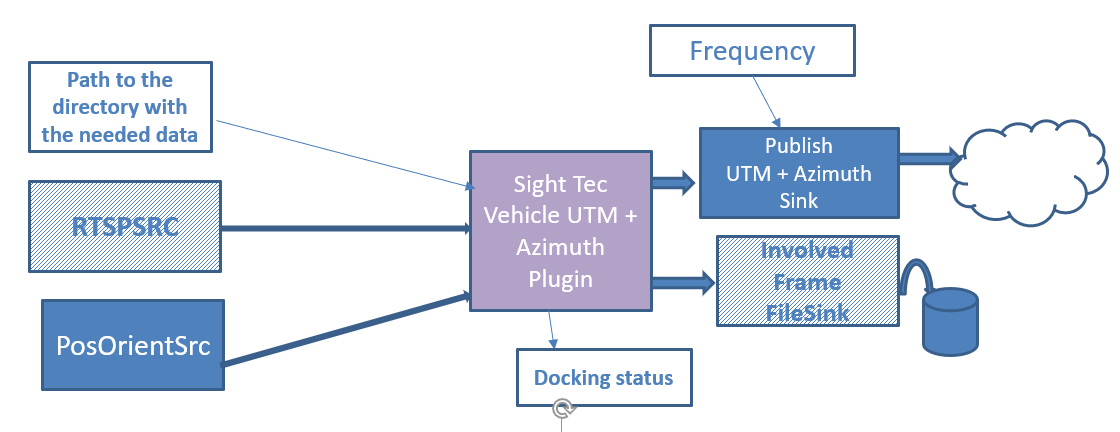 Frequency
Path to the
directory with
the needed data
Publish
UTM + Azimuth
Sink
Sight Tec
Vehicle UTM +
Azimuth
Plugin
RTSPSRC
Involved
Frame
FileSink
PosOrientSrc
Docking status